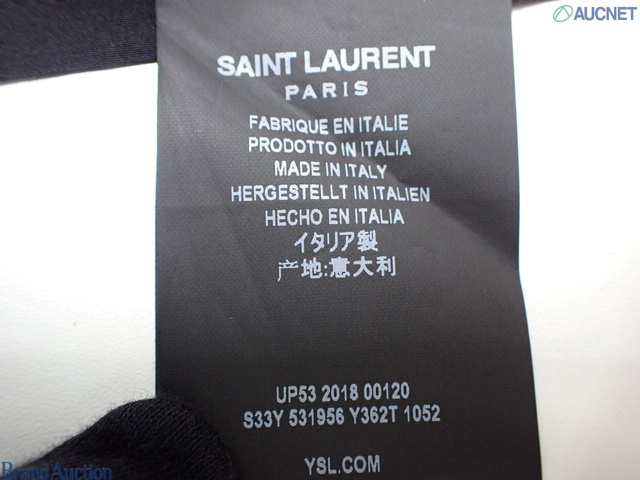 AUCNET
SAINT LAURENT
PARIS
FABRIQUE EN ITALIE
PRODOTTO IN ITALIA
MADE IN ITALY
HERGESTELLT IN ITALIEN
HECHO EN ITALIA
イタリア製
产地:意大利
UP53 2018 00120
S33Y 531956 Y362T 1052
YSL.COM
Brand Auction